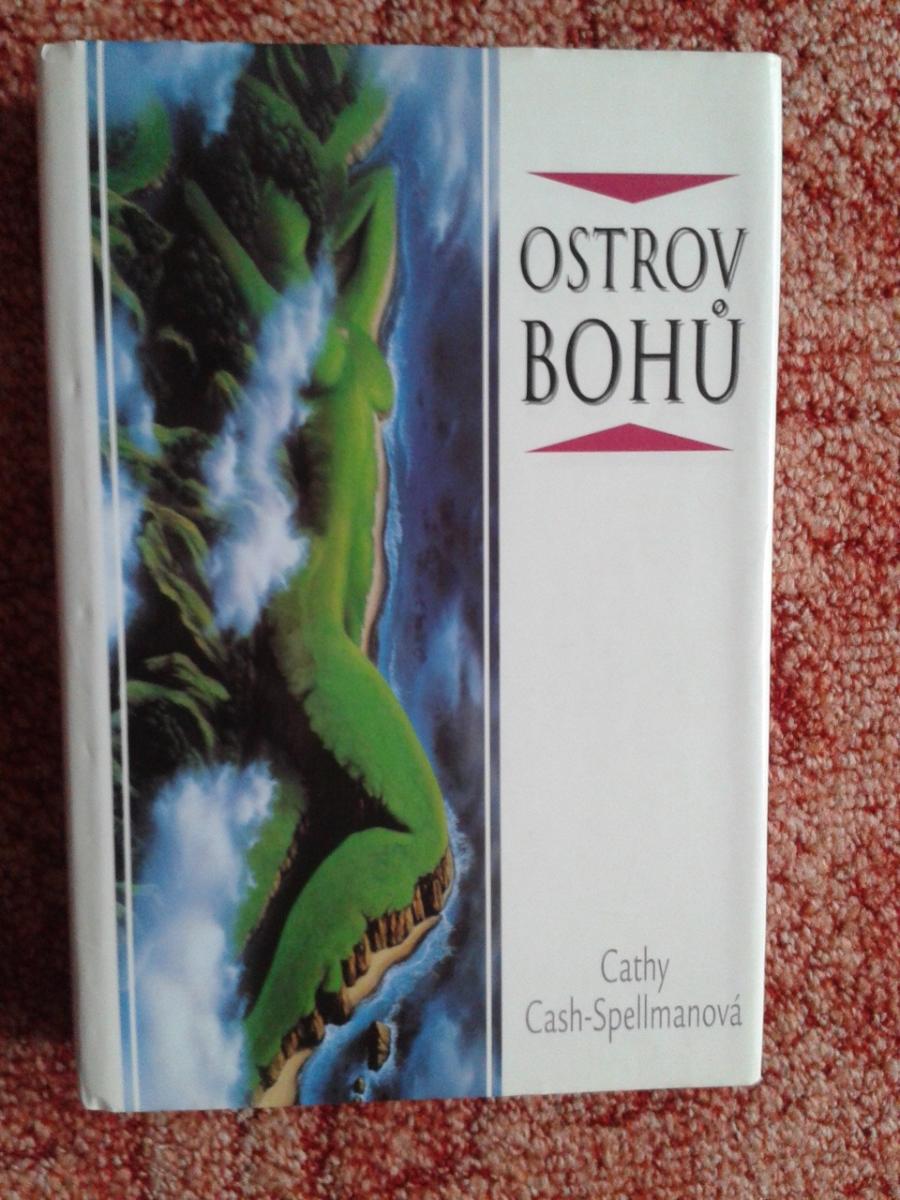 OSTROV
BOHŮ
Cathy
Cash-Spellmanová